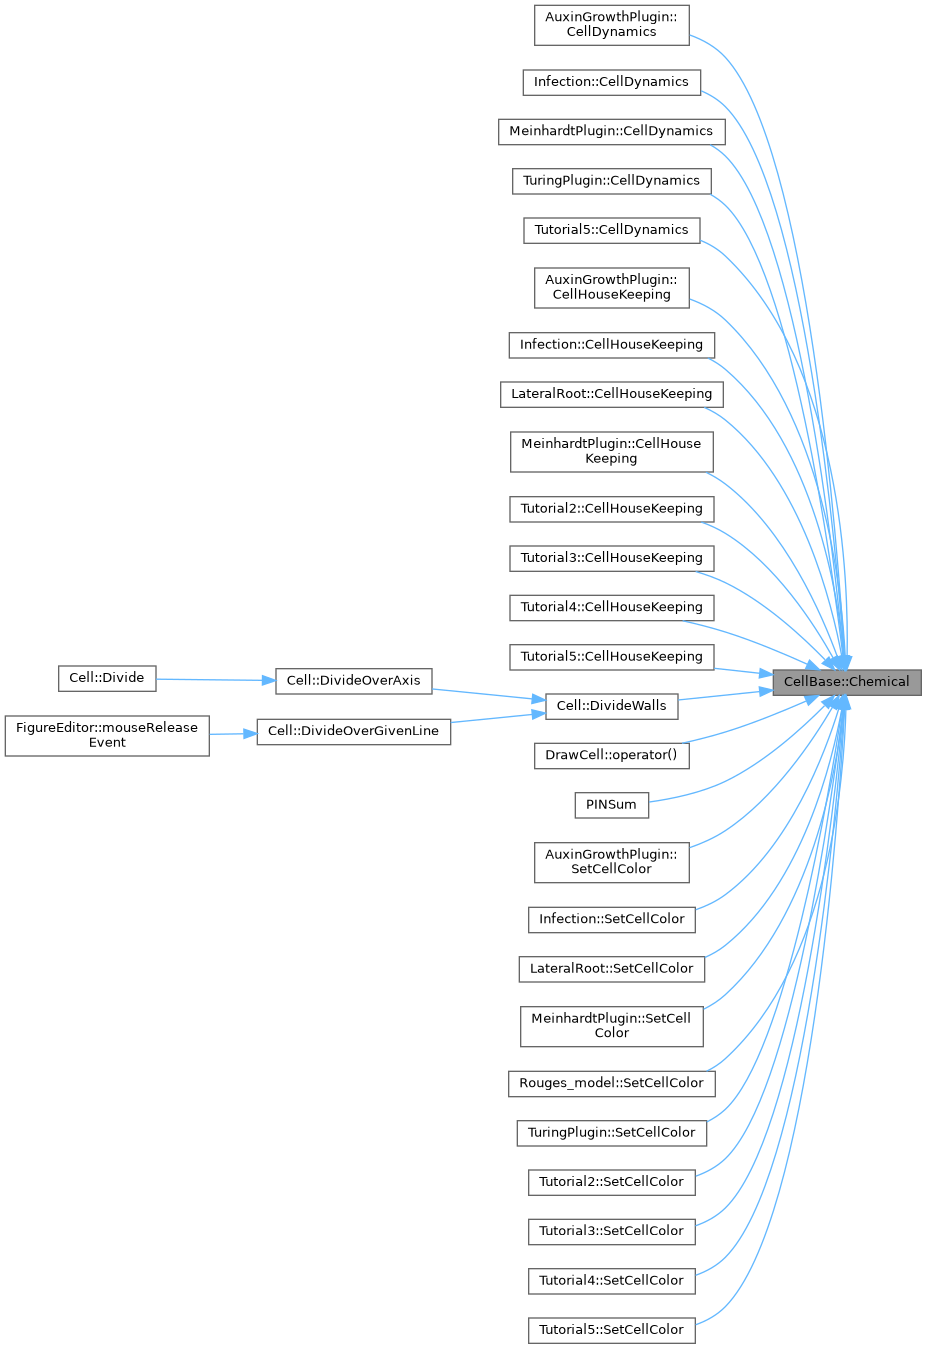 AuxinGrowthPlugin::
CellDynamics
Infection::CellDynamics
MeinhardtPlugin::CellDynamics
TuringPlugin::CellDynamics
Tutorial5::CellDynamics
AuxinGrowthPlugin::
CellHouseKeeping
Infection::CellHouseKeeping
LateralRoot::CellHouseKeeping
MeinhardtPlugin::CellHouse
Keeping
Tutorial2::CellHouseKeeping
Tutorial3::CellHouseKeeping
Tutorial4::CellHouseKeeping
Tutorial5::CellHouseKeeping
Cell::Divide
Cell::DivideOverAxis
CellBase::Chemical
Cell::DivideWalls
FigureEditor::mouseRelease
Event
Cell::DivideOverGivenLine
DrawCell::operator()
PINSum
AuxinGrowthPlugin::
SetCellColor
Infection::SetCellColor
LateralRoot::SetCellColor
MeinhardtPlugin::SetCell
Color
Rouges_model::SetCellColor
TuringPlugin::SetCellColor
Tutorial2::SetCellColor
Tutorial3::SetCellColor
Tutorial4::SetCellColor
Tutorial5::SetCellColor